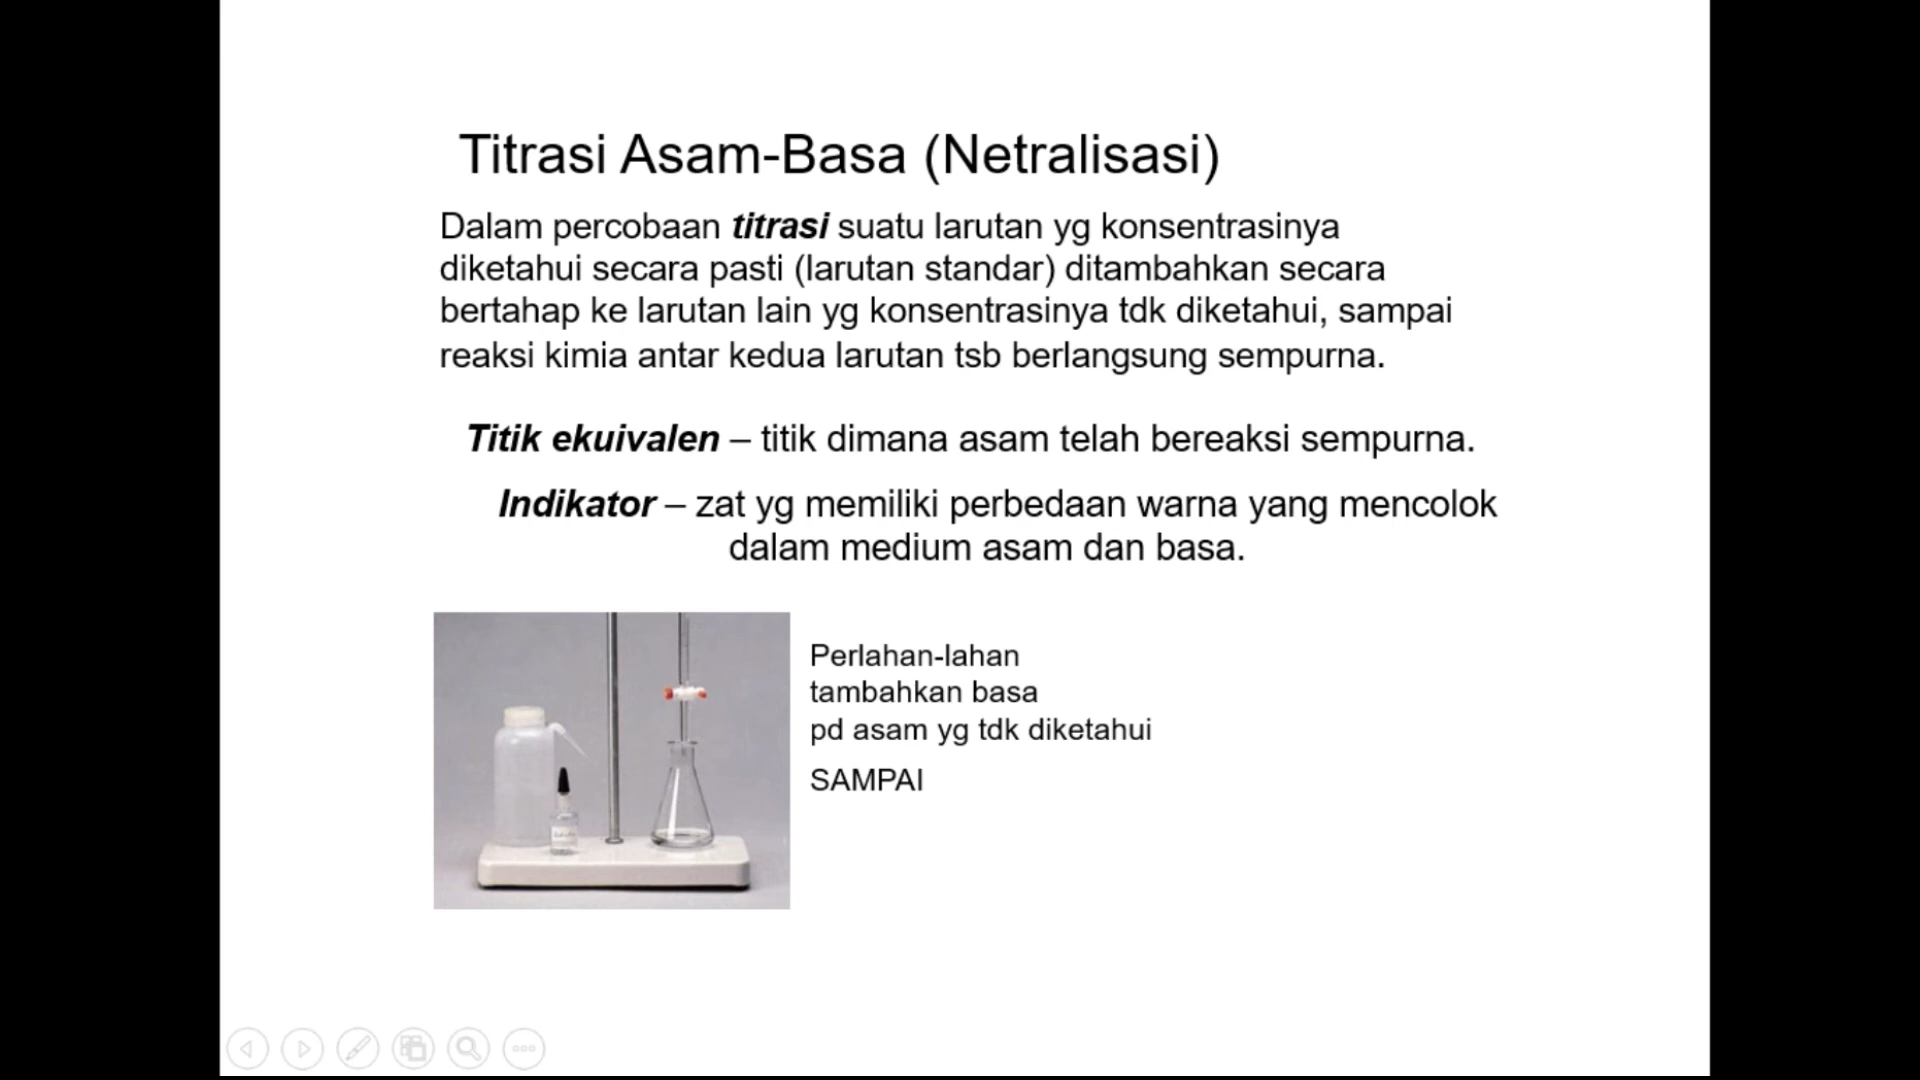 Titrasi Asam-Basa (Netralisasi)
Dalam percobaan titrasi suatu larutan yg konsentrasinya
diketahui secara pasti (larutan standar) ditambahkan secara
bertahap ke larutan lain yg konsentrasinya tdk diketahui, sampai
reaksi kimia antar kedua larutan tsb berlangsung sempurna.
Titik ekuivalen – titik dimana asam telah bereaksi sempurna.
Indikator – zat yg memiliki perbedaan warna yang mencolok
dalam medium asam dan basa.
Perlahan-lahan
tambahkan basa
pd asam yg tdk diketahui
SAMPAI